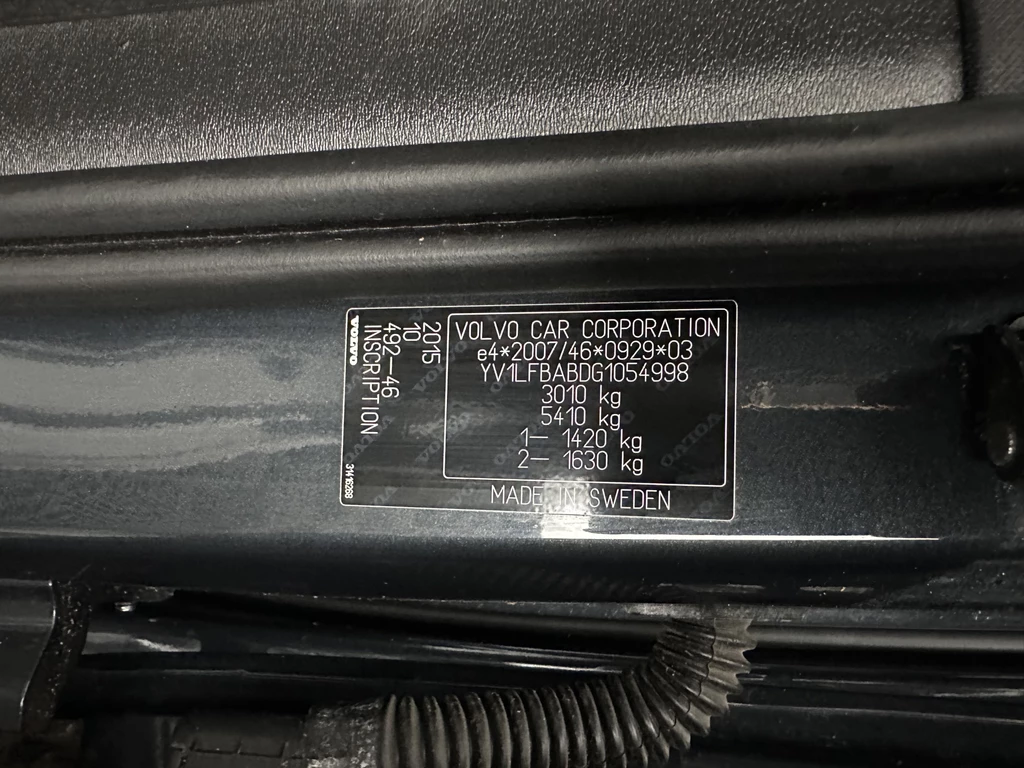 VOLVO CAR CORPORATION
e4*2007/46*0929*03
YV1LFBABDG1054998
3010 kg
5410 kg
1— 1420 kg
2— 1630 kg
MADE IN SWEDEN
2015
10
492—46
INSCRIPTION
VOLVO
31416268